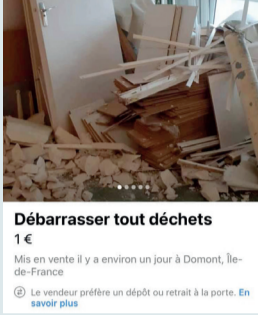 Débarrasser tout déchets
1 €
Mis en vente il y a environ un jour à Domont, Île-
de-France
Le vendeur préfère un dépôt ou retrait à la porte. En
savoir plus